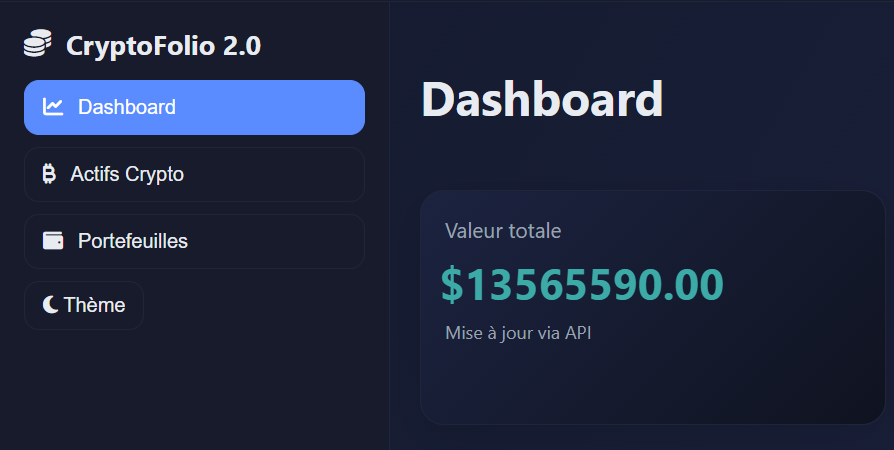 CryptoFolio 2.0
Dashboard
Actifs Crypto
Portefeuilles
Thème
Dashboard
Valeur totale
$13565590.00
Mise à jour via API